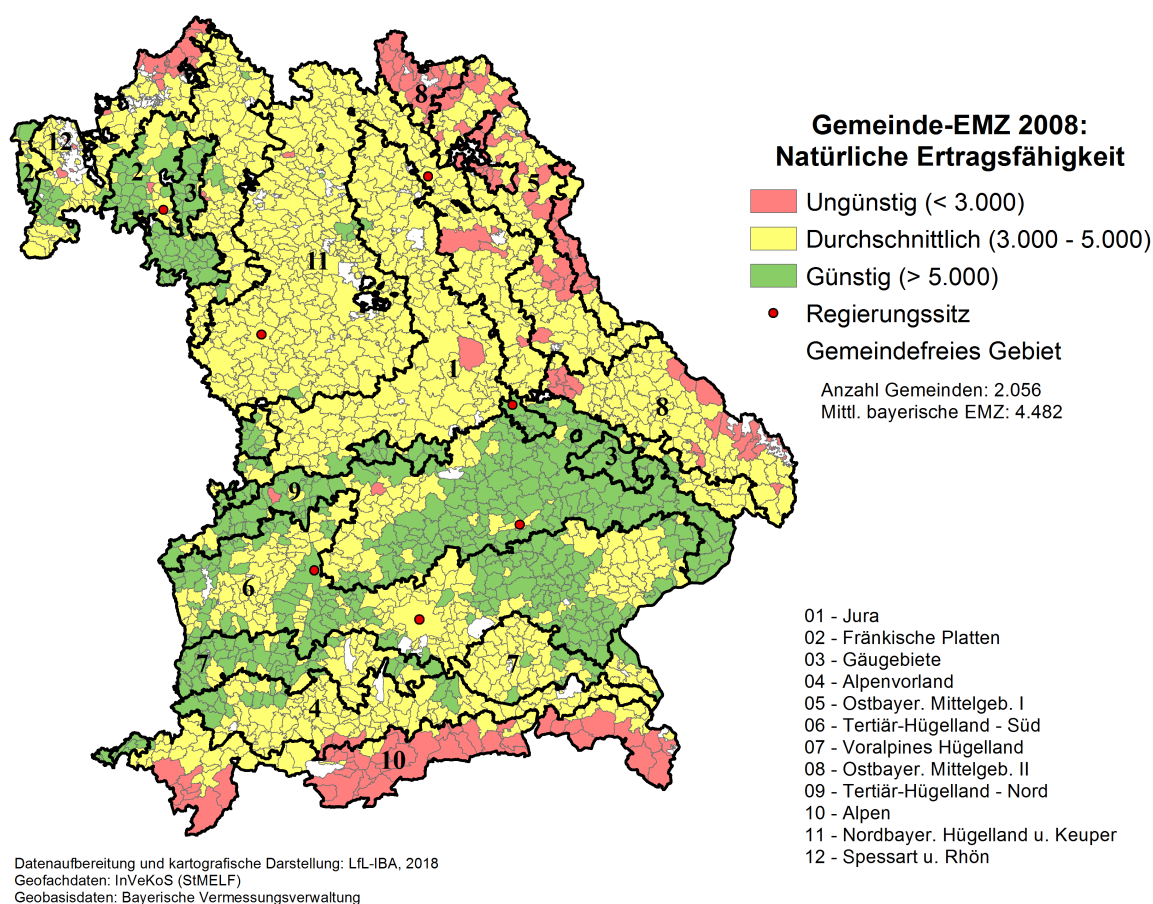 Gemeinde-EMZ 2008:
Natürliche Ertragsfähigkeit
Ungünstig (< 3.000)
Durchschnittlich (3.000 - 5.000)
Günstig (> 5.000)
Regierungssitz
Gemeindefreies Gebiet
Anzahl Gemeinden: 2.056
Mittl. bayerische EMZ: 4.482
8
12
2
2
3
5
11
1
8
3
9
6
7
7
4
10
01 - Jura
02 - Fränkische Platten
03 - Gäugebiete
04 - Alpenvorland
05 - Ostbayer. Mittelgeb. I
06 - Tertiär-Hügelland - Süd
07 - Voralpines Hügelland
08 - Ostbayer. Mittelgeb. II
09 - Tertiär-Hügelland - Nord
10 - Alpen
11 - Nordbayer. Hügelland u. Keuper
12 - Spessart u. Rhön
Datenaufbereitung und kartografische Darstellung: LfL-IBA, 2018
Geofachdaten: InVeKoS (StMELF)
Geobasisdaten: Bayerische Vermessungsverwaltung